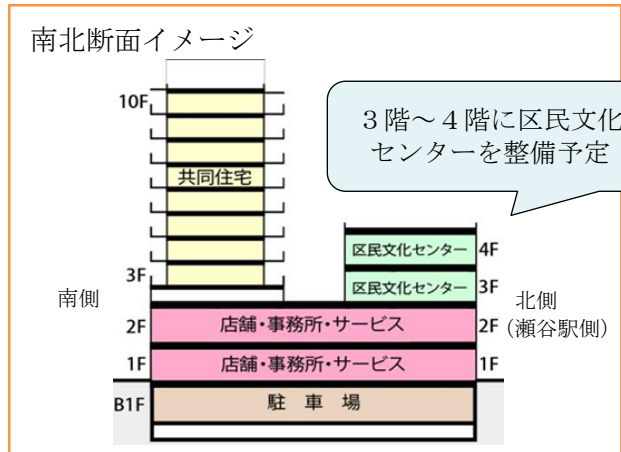 南北断面イメージ
3階~4階に区民文化
センターを整備予定
10F
共同住宅
3F
区民文化センター 4F
区民文化センター 3F
南側
北側
(瀬谷駅側)
2F 店舗・事務所・サービス 2F
1F 店舗・事務所・サービス 1F
B1F 駐車場